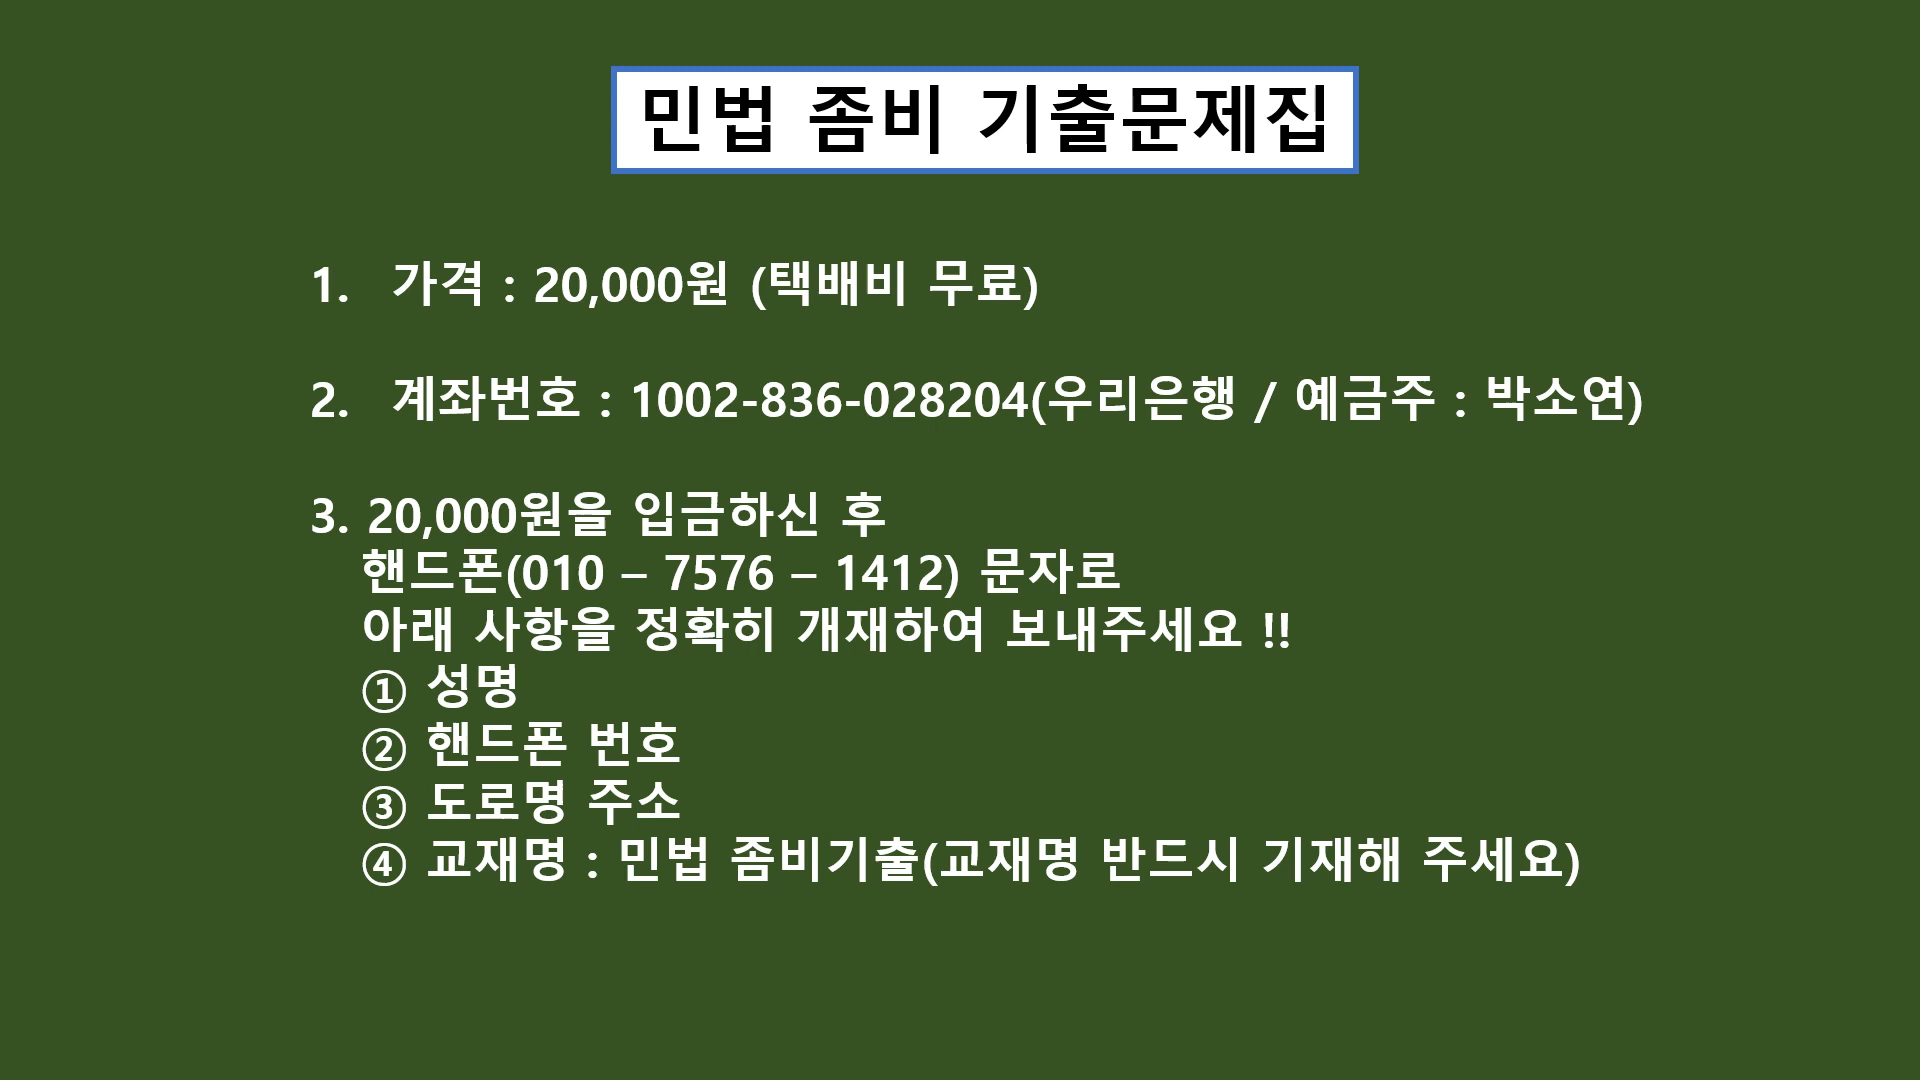 민법 좀비 기출문제집
1. 가격 : 20,000원 (택배비 무료)
2. 계좌번호 : 1002-836-028204(우리은행 / 예금주 : 박소연)
3. 20,000원을 입금하신 후
핸드폰(010 – 7576 – 1412) 문자로
아래 사항을 정확히 개재하여 보내주세요 !!
① 성명
② 핸드폰 번호
③ 도로명 주소
④ 교재명 : 민법 좀비기출(교재명 반드시 기재해 주세요)